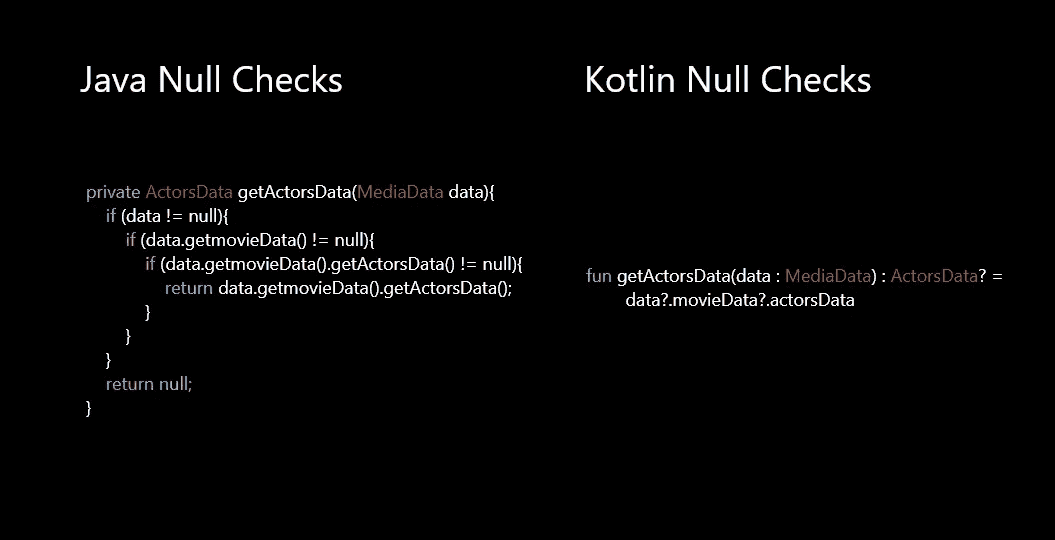 Java Null Checks
private ActorsData getActorsData(MediaData data){
if (data != null){
if (data.getmovieData() != null){
if (data.getmovieData().getActorsData() != null){
return data.getmovieData().getActorsData();
}
}
}
return null;
}
Kotlin Null Checks
fun getActorsData(data : MediaData) : ActorsData? =
data?.movieData?.actorsData